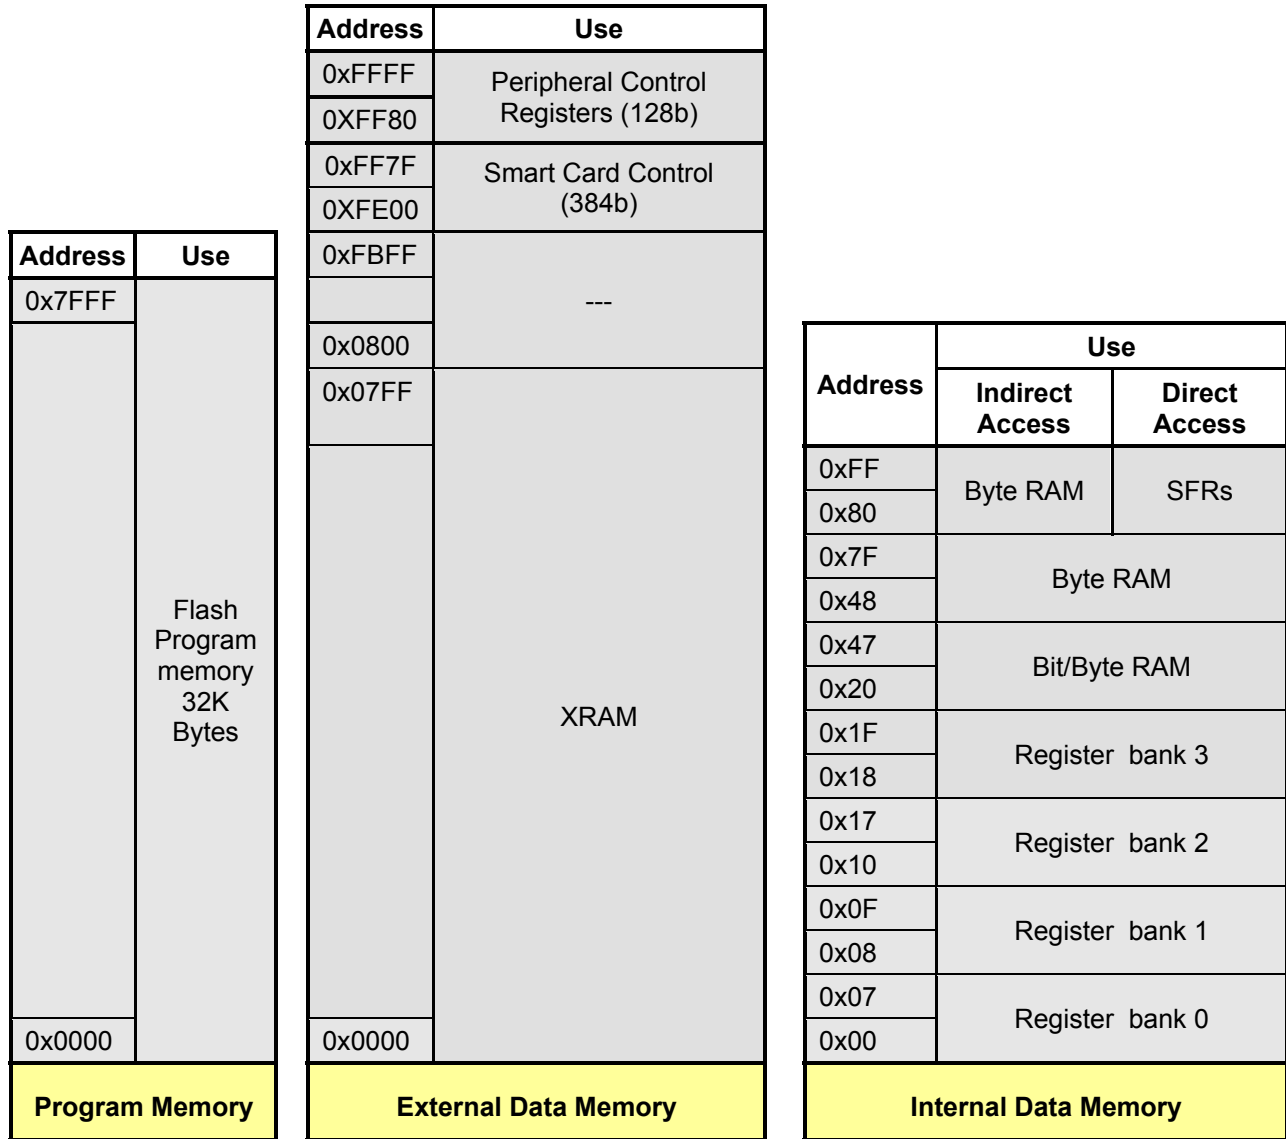 Address Use
0x7FFF
Flash
Program
memory
32K
Bytes
0x0000
Program Memory
Address Use
0xFFFF
Peripheral Control
Registers (128b)
0XFF80
0xFF7F
Smart Card Control
(384b)
0XFE00
0xFBFF
---
0x0800
0x07FF
XRAM
0x0000
External Data Memory
Address
Use
Indirect
Access
Direct
Access
0xFF
Byte RAM SFRs
0x80
0x7F
Byte RAM
0x48
0x47
Bit/Byte RAM
0x20
0x1F
Register bank 3
0x18
0x17
Register bank 2
0x10
0x0F
Register bank 1
0x08
0x07
Register bank 0
0x00
Internal Data Memory